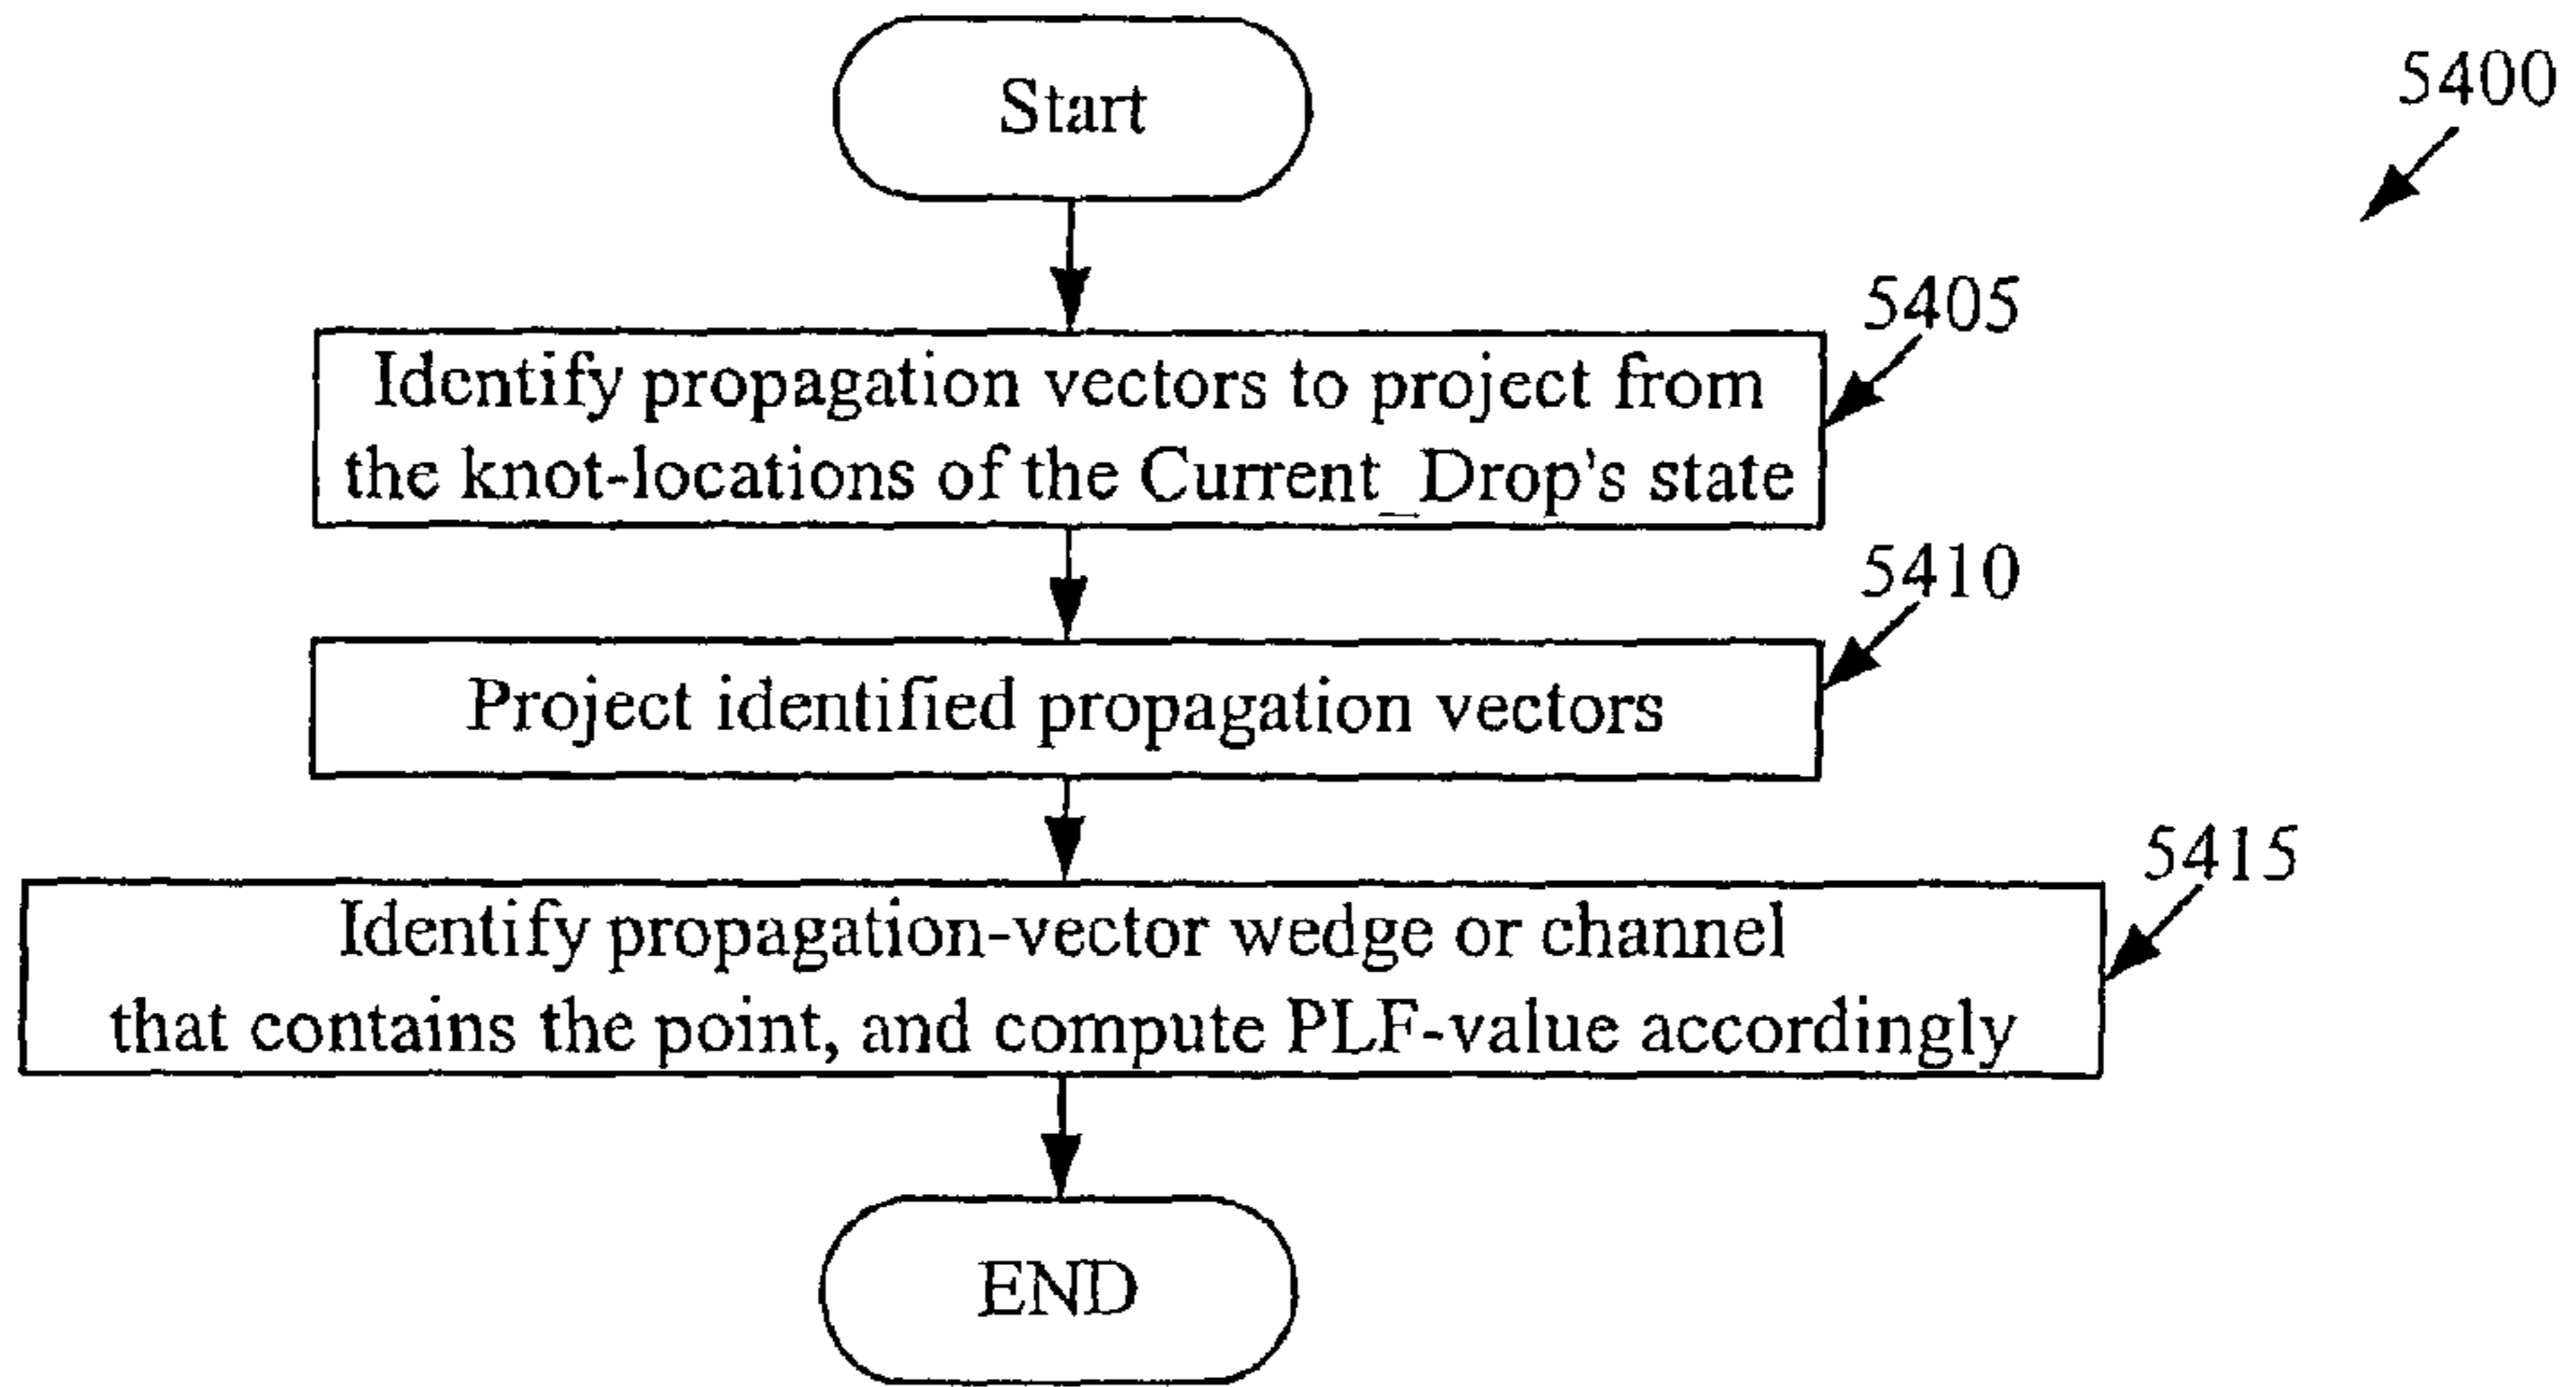 Start
5400
5405
Identify propagation vectors to project from
the knot-locations of the Current_Drop's state
5410
Project identified propagation vectors
5415
Identify propagation-vector wedge or channel
that contains the point, and compute PLF-value accordingly
END